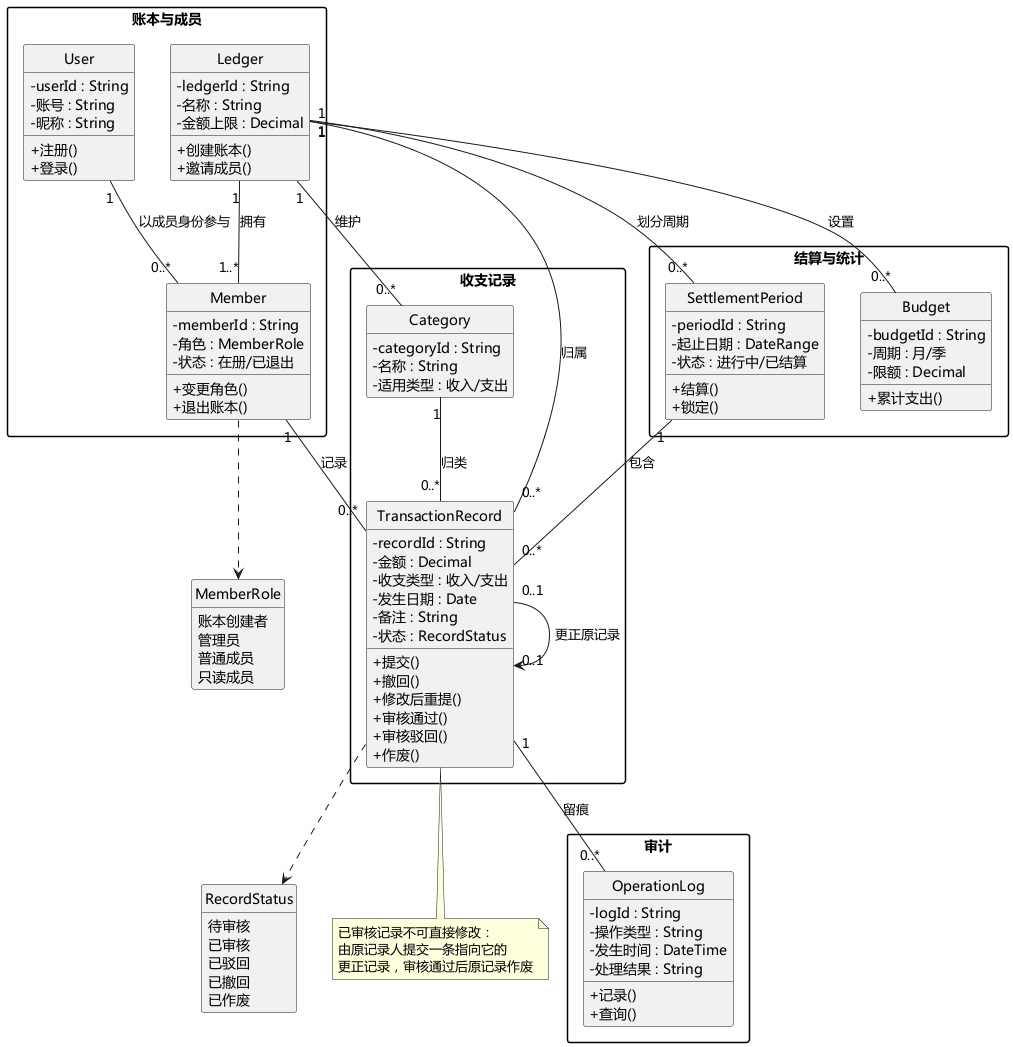 账本与成员
User
-userId : String
-账号 : String
-昵称 : String
+注册()
+登录()
Ledger
-ledgerId : String
-名称 : String
-金额上限 : Decimal
+创建账本()
+邀请成员()
1
1
1
1
1
以成员身份参与
拥有
维护
归属
划分周期
设置
0..*
1..*
0..*
0..*
0..*
Member
-memberId : String
-角色 : MemberRole
-状态 : 在册/已退出
+变更角色()
+退出账本()
收支记录
Category
-categoryId : String
-名称 : String
-适用类型 : 收入/支出
结算与统计
SettlementPeriod
-periodId : String
-起止日期 : DateRange
-状态 : 进行中/已结算
+结算()
+锁定()
Budget
-budgetId : String
-周期 : 月/季
-限额 : Decimal
+累计支出()
1
1
1
记录
归类
包含
0..*
0..*
0..*
0..*
TransactionRecord
-recordId : String
-金额 : Decimal
-收支类型 : 收入/支出
-发生日期 : Date
-备注 : String
-状态 : RecordStatus
+提交()
+撤回()
+修改后重提()
+审核通过()
+审核驳回()
+作废()
0..1
更正原记录
0..1
MemberRole
账本创建者
管理员
普通成员
只读成员
1
留痕
0..*
RecordStatus
待审核
已审核
已驳回
已撤回
已作废
已审核记录不可直接修改：
由原记录人提交一条指向它的
更正记录，审核通过后原记录作废
审计
OperationLog
-logId : String
-操作类型 : String
-发生时间 : DateTime
-处理结果 : String
+记录()
+查询()